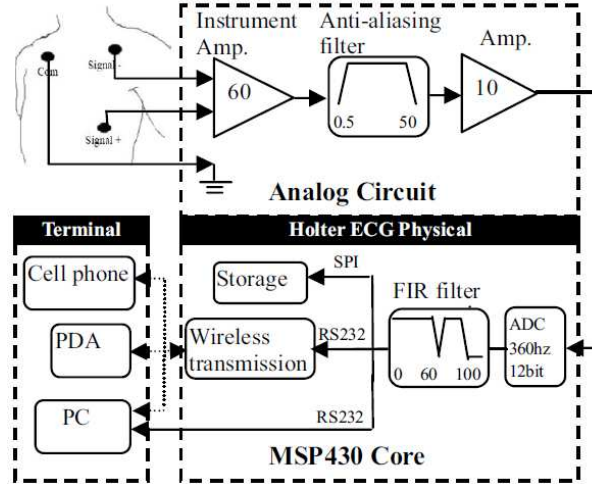 Instrument
Amp.
Anti-aliasing
filter
Amp.
Com
Signal -
Signal +
60
0.5 50
10
Analog Circuit
Terminal
Holter ECG Physical
Cell phone
PDA
PC
Storage
SPI
Wireless
transmission
RS232
RS232
FIR filter
0 60 100
ADC
360hz
12bit
MSP430 Core